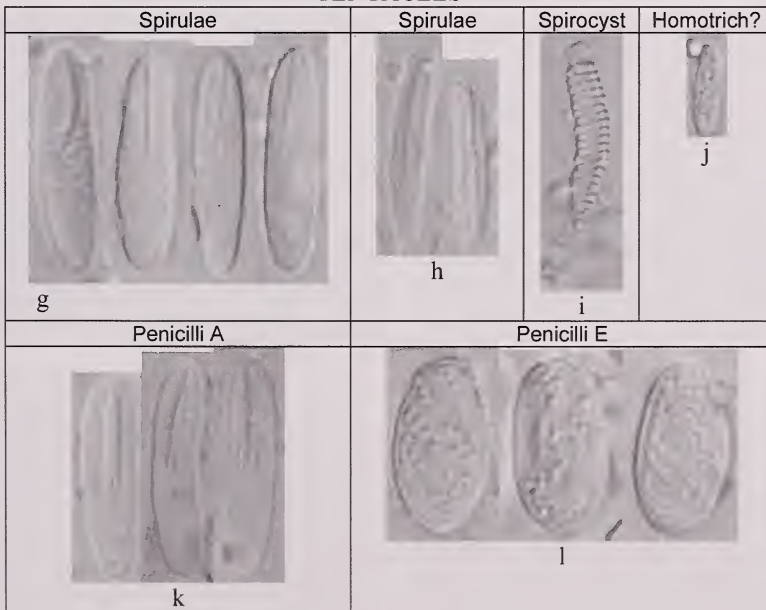 Spirulae Spirulae Spirocyst Homotrich?
g h i j
Penicilli A Penicilli E
k l